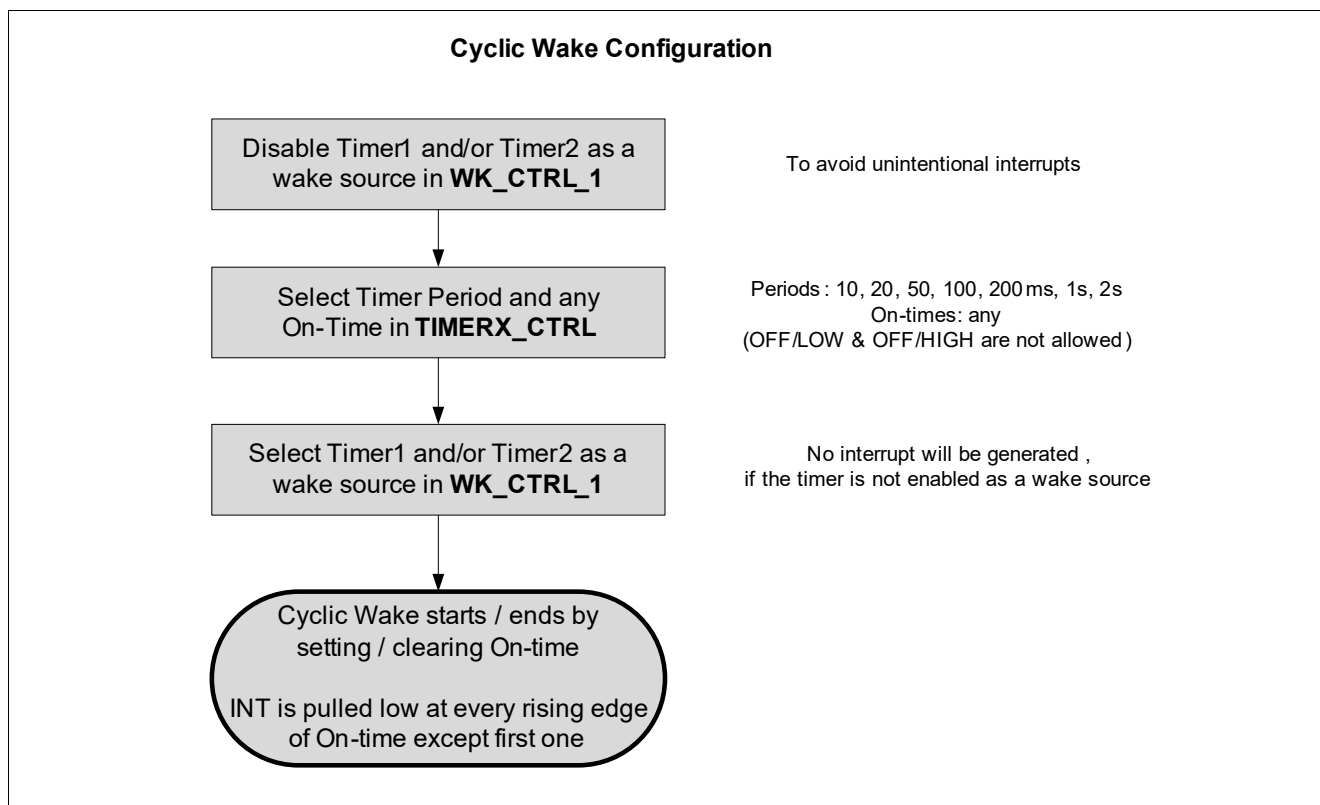 Cyclic Wake Configuration
Disable Timer1 and/or Timer2 as a
wake source in WK_CTRL_1
To avoid unintentional interrupts
Select Timer Period and any
On-Time in TIMERX_CTRL
Periods : 10, 20, 50, 100, 200 ms, 1s, 2s
On-times: any
(OFF/LOW & OFF/HIGH are not allowed )
Select Timer1 and/or Timer2 as a
wake source in WK_CTRL_1
No interrupt will be generated ,
if the timer is not enabled as a wake source
Cyclic Wake starts / ends by
setting / clearing On-time
INT is pulled low at every rising edge
of On-time except first one